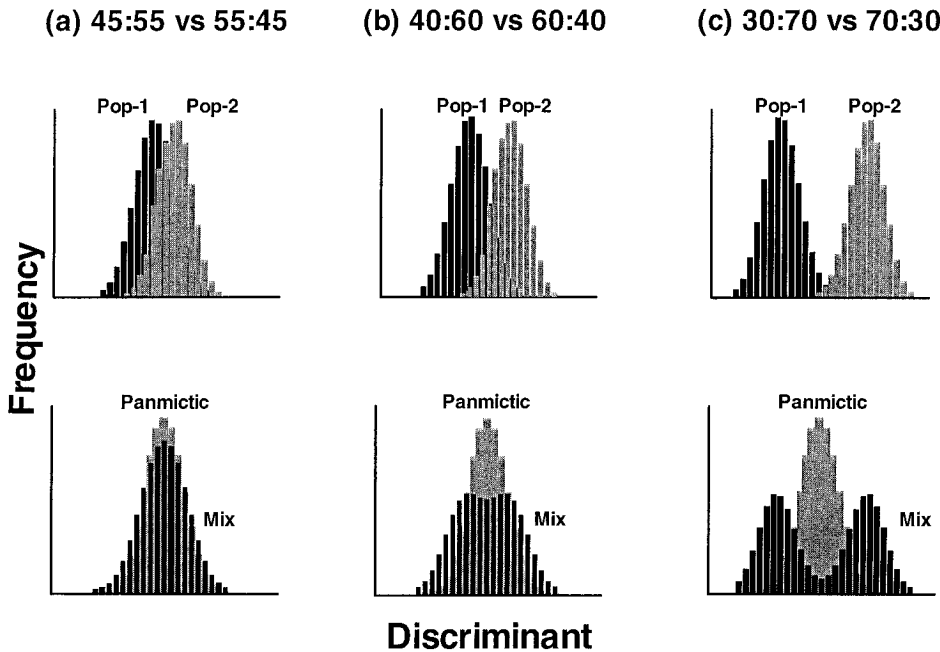 (a) 45:55 vs 55:45
(b) 40:60 vs 60:40
(c) 30:70 vs 70:30
Pop-1 Pop-2
Pop-1 Pop-2
Pop-1 Pop-2
Frequency
Panmictic
Mix
Panmictic
Mix
Panmictic
Mix
Discriminant